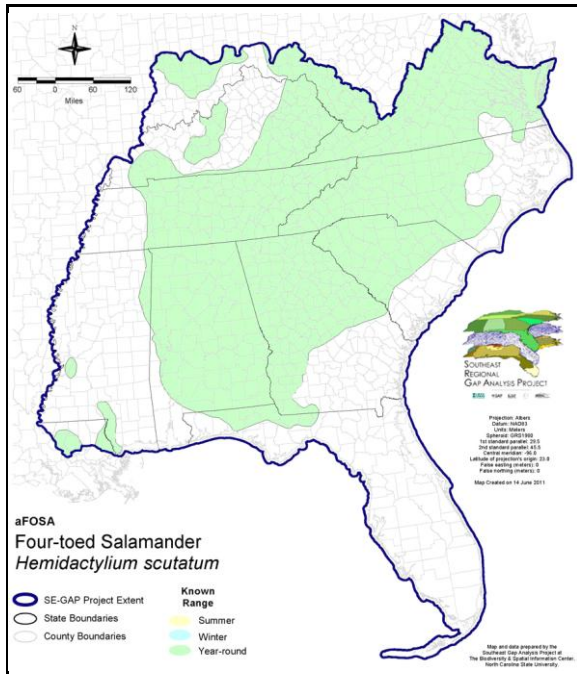 N
60 0 60 120
Miles
SOUTHEAST
REGIONAL
GAP ANALYSIS PROJECT
Projection: Albers
Datum: NAD83
Units: Meters
Spheroid: GRS1980
1st standard parallel: 29.5
2nd standard parallel: 45.5
Central meridian: -96.0
Latitude of projection's origin: 23.0
False easting (meters): 0
False northing (meters): 0
Map Created on 14 June 2011
aFOSA
Four-toed Salamander
Hemidactylium scutatum
SE-GAP Project Extent
State Boundaries
County Boundaries
Known
Range
Summer
Winter
Year-round
Map and data prepared by the
Southeast Gap Analysis Project at
The Biodiversity & Spatial Information Center,
North Carolina State University.